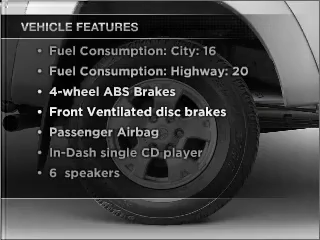 VEHICLE FEATURES
• Fuel Consumption: City: 16
• Fuel Consumption: Highway: 20
• 4-wheel ABS Brakes
• Front Ventilated disc brakes
• Passenger Airbag
• In-Dash single CD player
• 6 speakers